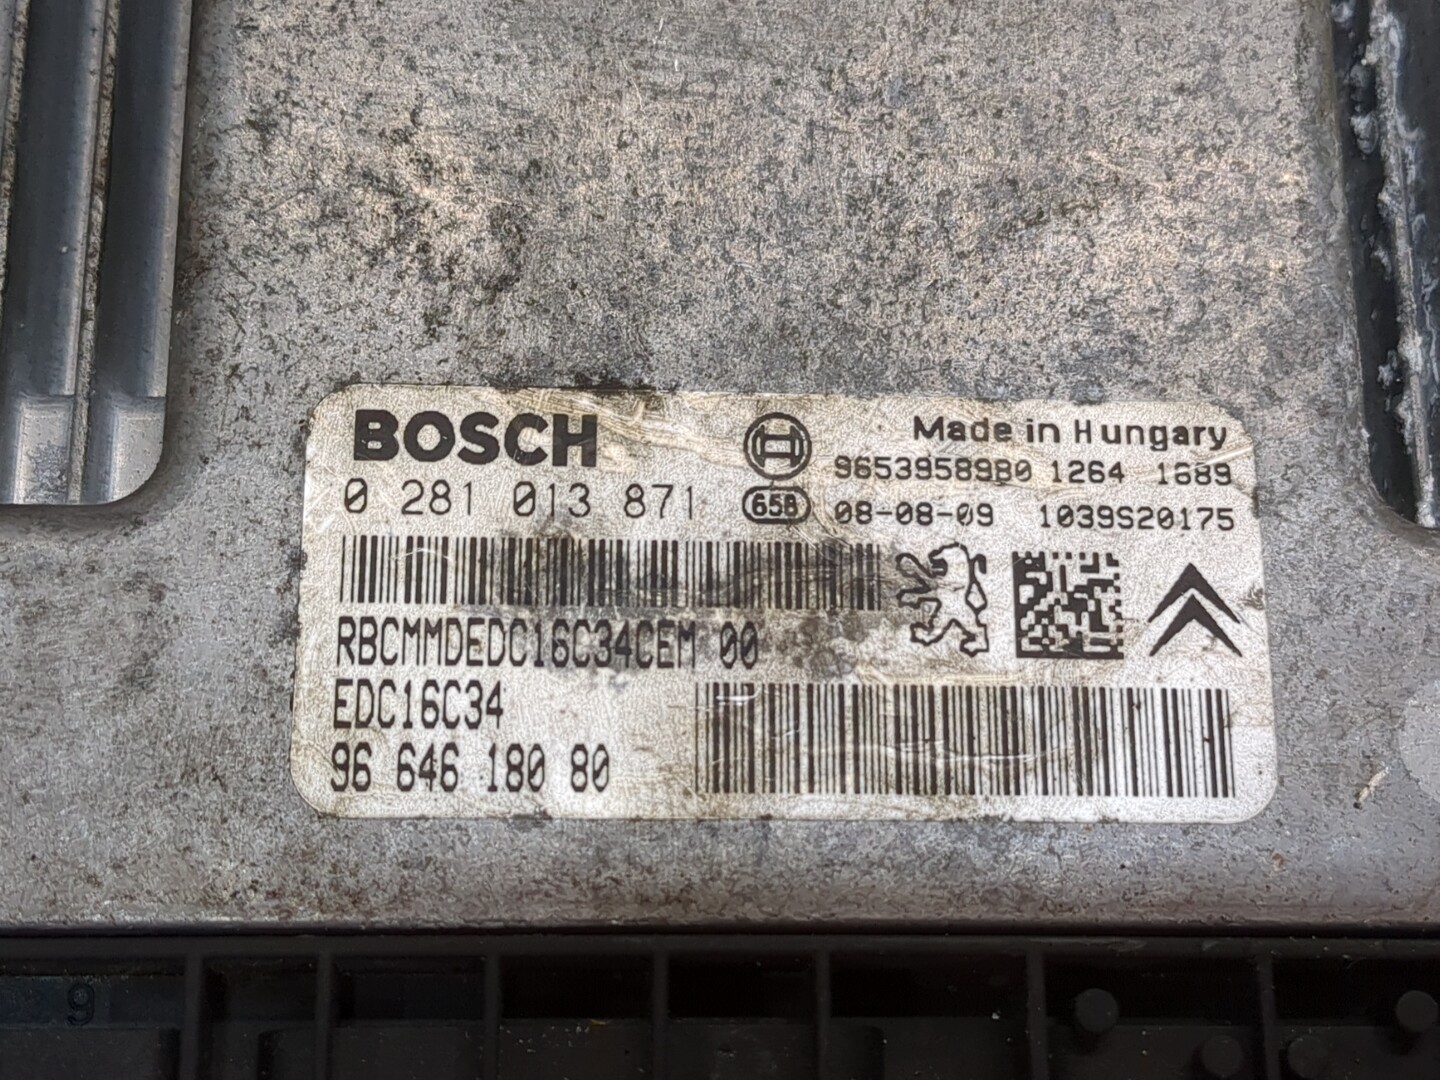 BOSCH
Made in Hungary
9653958980 1264 1689
0 281 013 871
658
08-08-09 1039S20175
RBCMMDEDC16C34CEM 00
EDC16C34
96 646 180 80
9